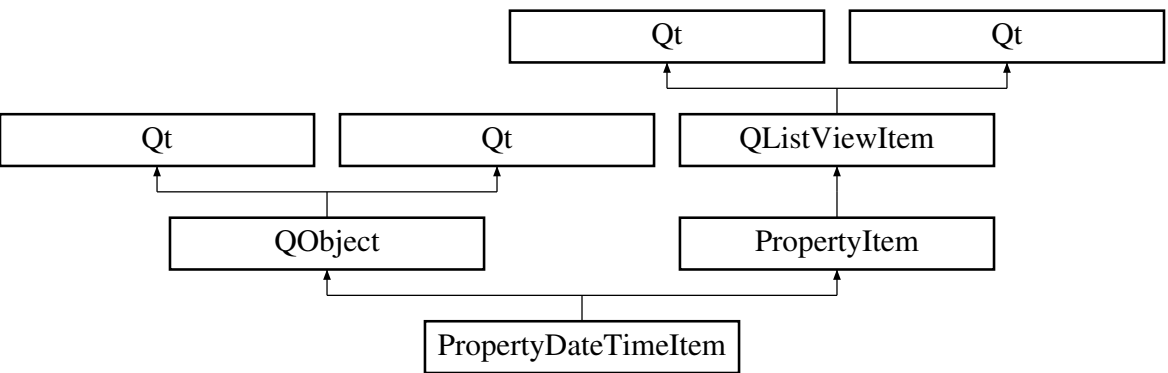 Qt
Qt
Qt
Qt
QListViewItem
QObject
PropertyItem
PropertyDateTimeItem